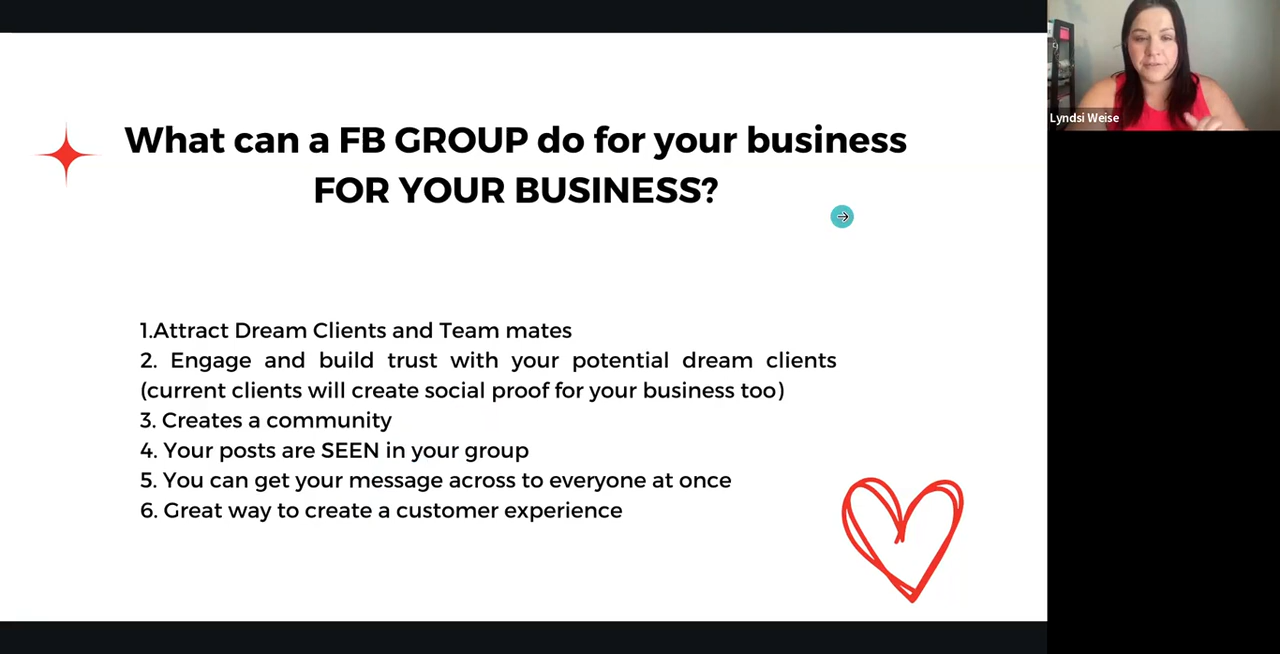 What can a FB GROUP do for your business
FOR YOUR BUSINESS?
1.Attract Dream Clients and Team mates
2. Engage and build trust with your potential dream clients
(current clients will create social proof for your business too)
3. Creates a community
4. Your posts are SEEN in your group
5. You can get your message across to everyone at once
6. Great way to create a customer experience
Lyndsi Weise